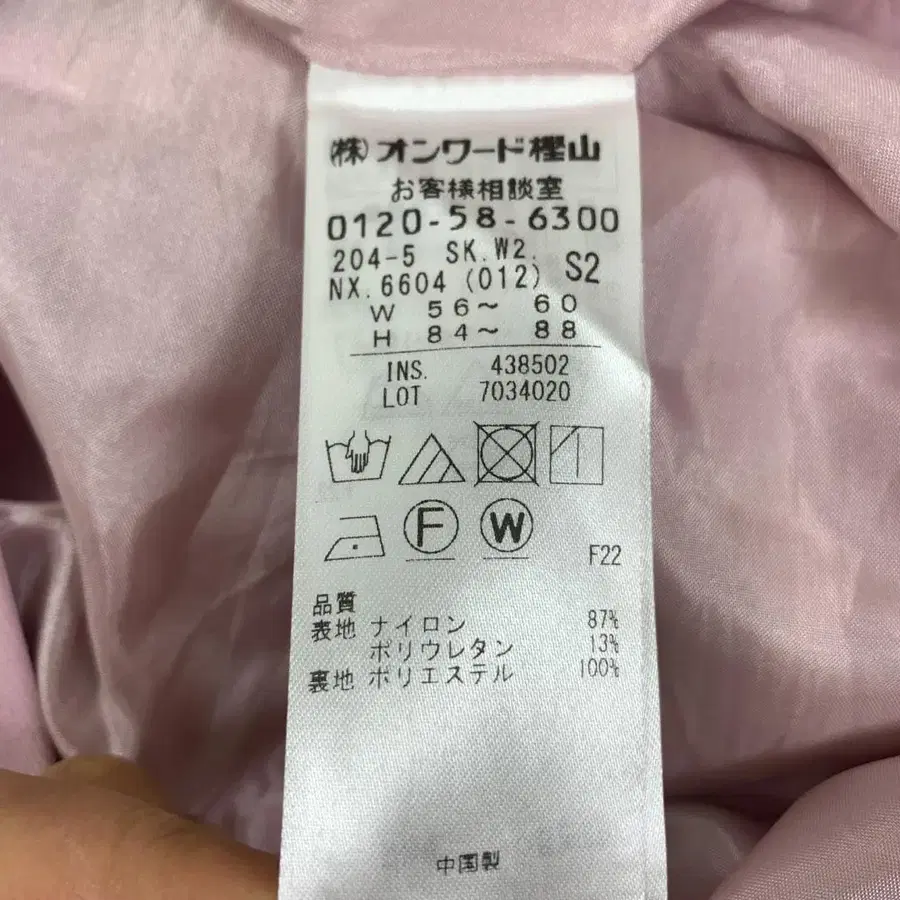 (株)オンワード樫山
お客様相談室
0120-58-6300
204-5 SK.W2.
NX.6604(012) S2
W 56〜 60
H 84〜 88
INS. 438502
LOT 7034020
F W
F22
品質
表地 ナイロン 87%
ポリウレタン 13%
裏地 ポリエステル 100%
中国製